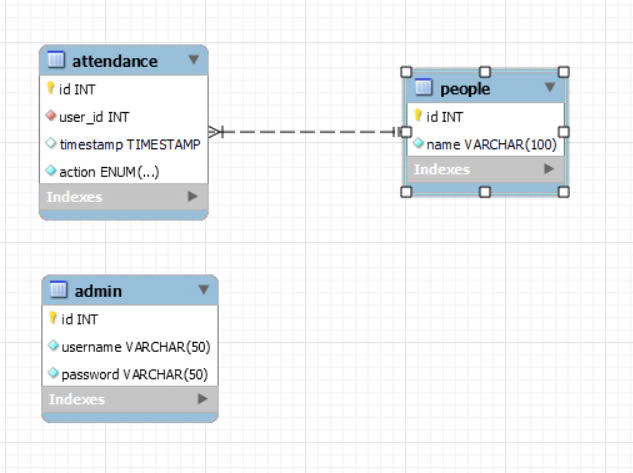 attendance
id INT
user_id INT
timestamp TIMESTAMP
action ENUM(...)
Indexes
people
id INT
name VARCHAR(100)
Indexes
admin
id INT
username VARCHAR(50)
password VARCHAR(50)
Indexes